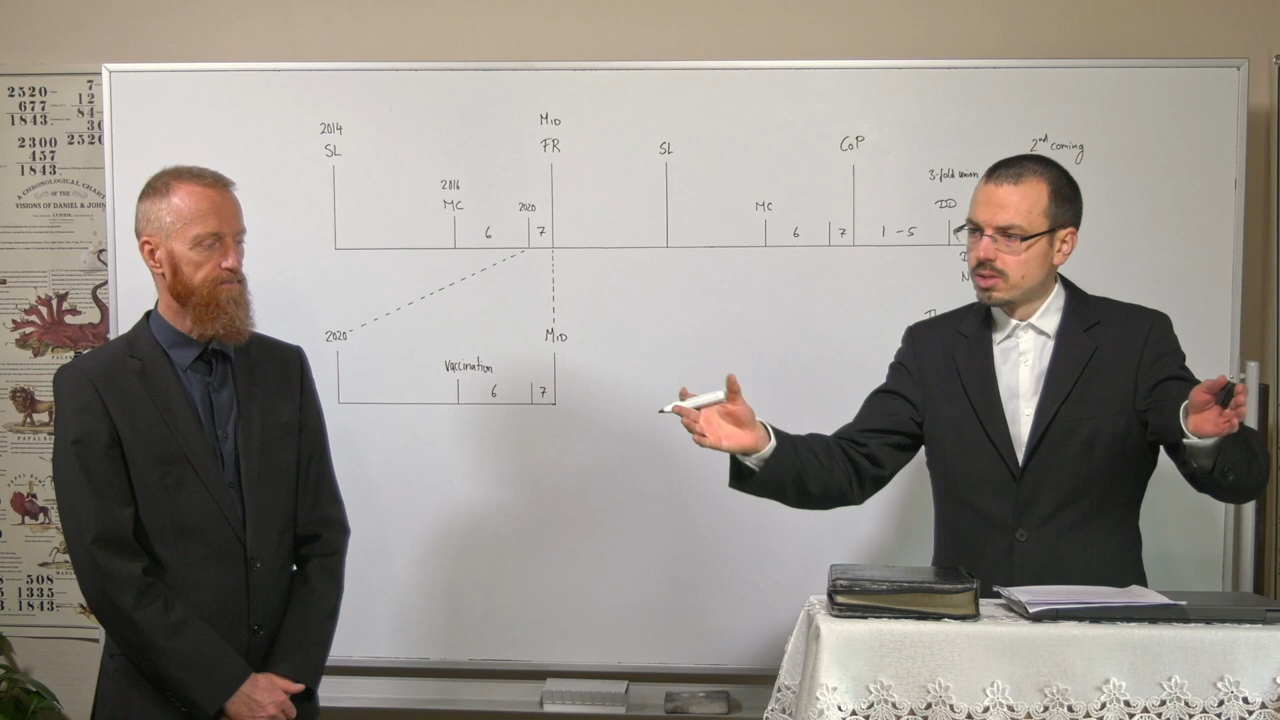 2520
677
1843.
7
12
84
2520
2300
457
1843.
A CHRONOLOGICAL CHART
OF THE
VISIONS OF DANIEL & JOHN
508
1335
1843.
2014
SL
2016
MC
6
2020
7
MID
FR
SL
MC
6
7
CoP
1 - 5
3-fold union
DD
2nd coming
2020
Vaccination
6
7
MID